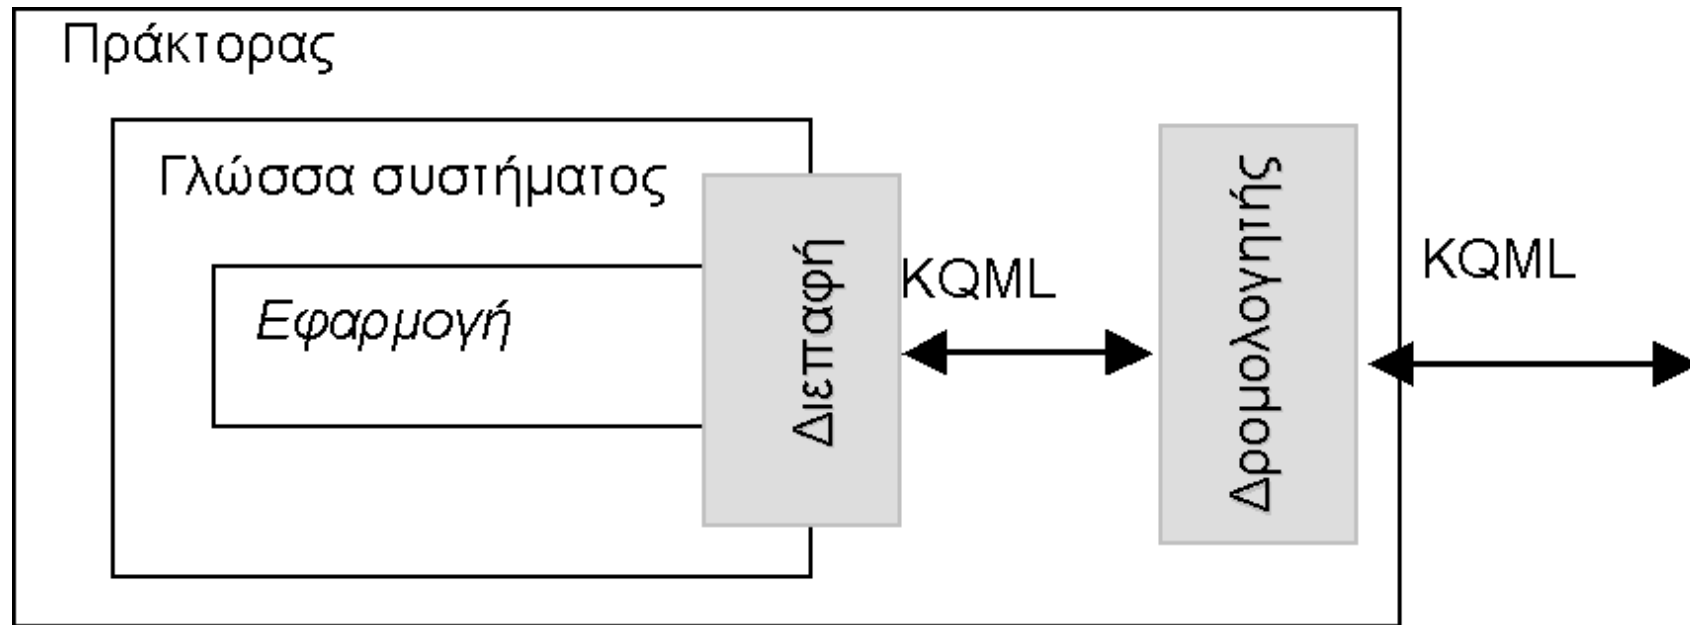 Πράκτορας
Γλώσσα συστήματος
Εφαρμογή
Διεπαφή
KQML
Δρομολογητής
KQML